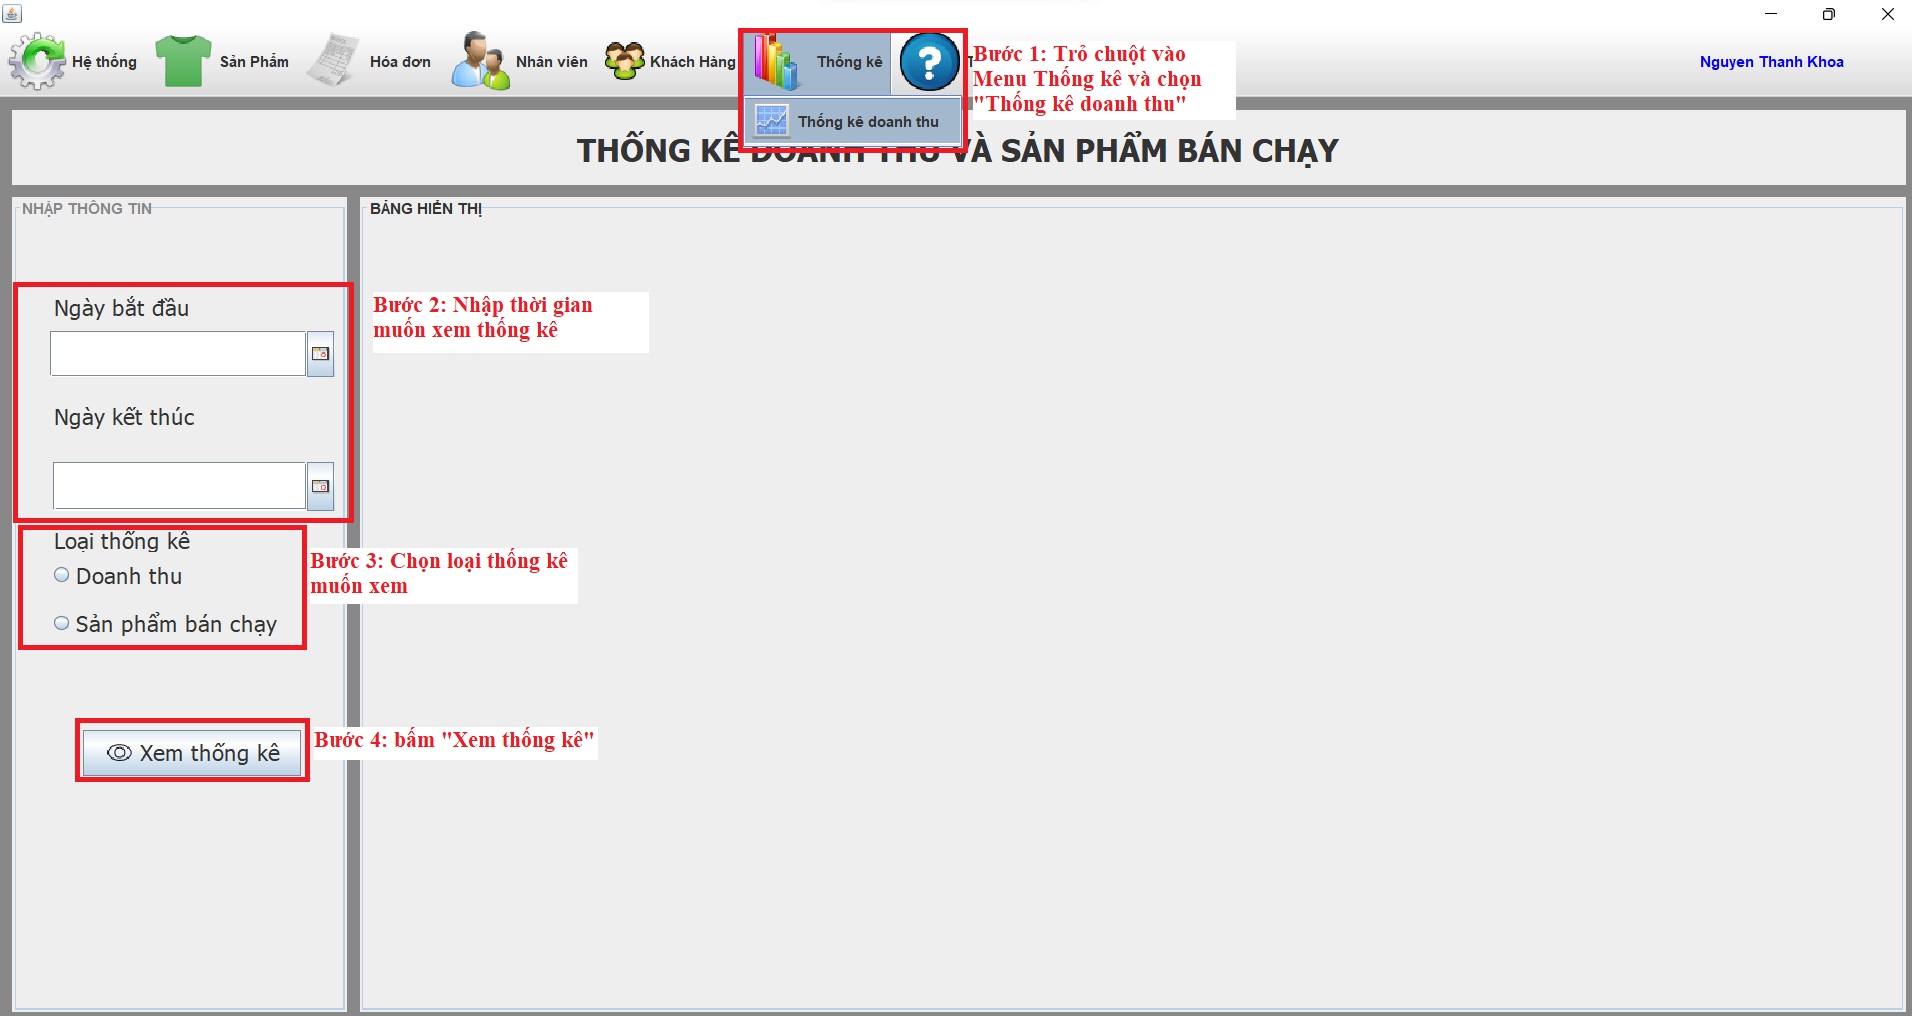 Hệ thống
Sản Phẩm
Hóa đơn
Nhân viên
Khách Hàng
Thống kê
Nguyen Thanh Khoa
Thống kê doanh thu
Bước 1: Trỏ chuột vào
Menu Thống kê và chọn
"Thống kê doanh thu"
THỐNG KÊ DOANH THU VÀ SẢN PHẨM BÁN CHẠY
NHẬP THÔNG TIN
BẢNG HIỂN THỊ
Ngày bắt đầu
Bước 2: Nhập thời gian
muốn xem thống kê
Ngày kết thúc
Loại thống kê
Doanh thu
Sản phẩm bán chạy
Bước 3: Chọn loại thống kê
muốn xem
Xem thống kê
Bước 4: bấm "Xem thống kê"